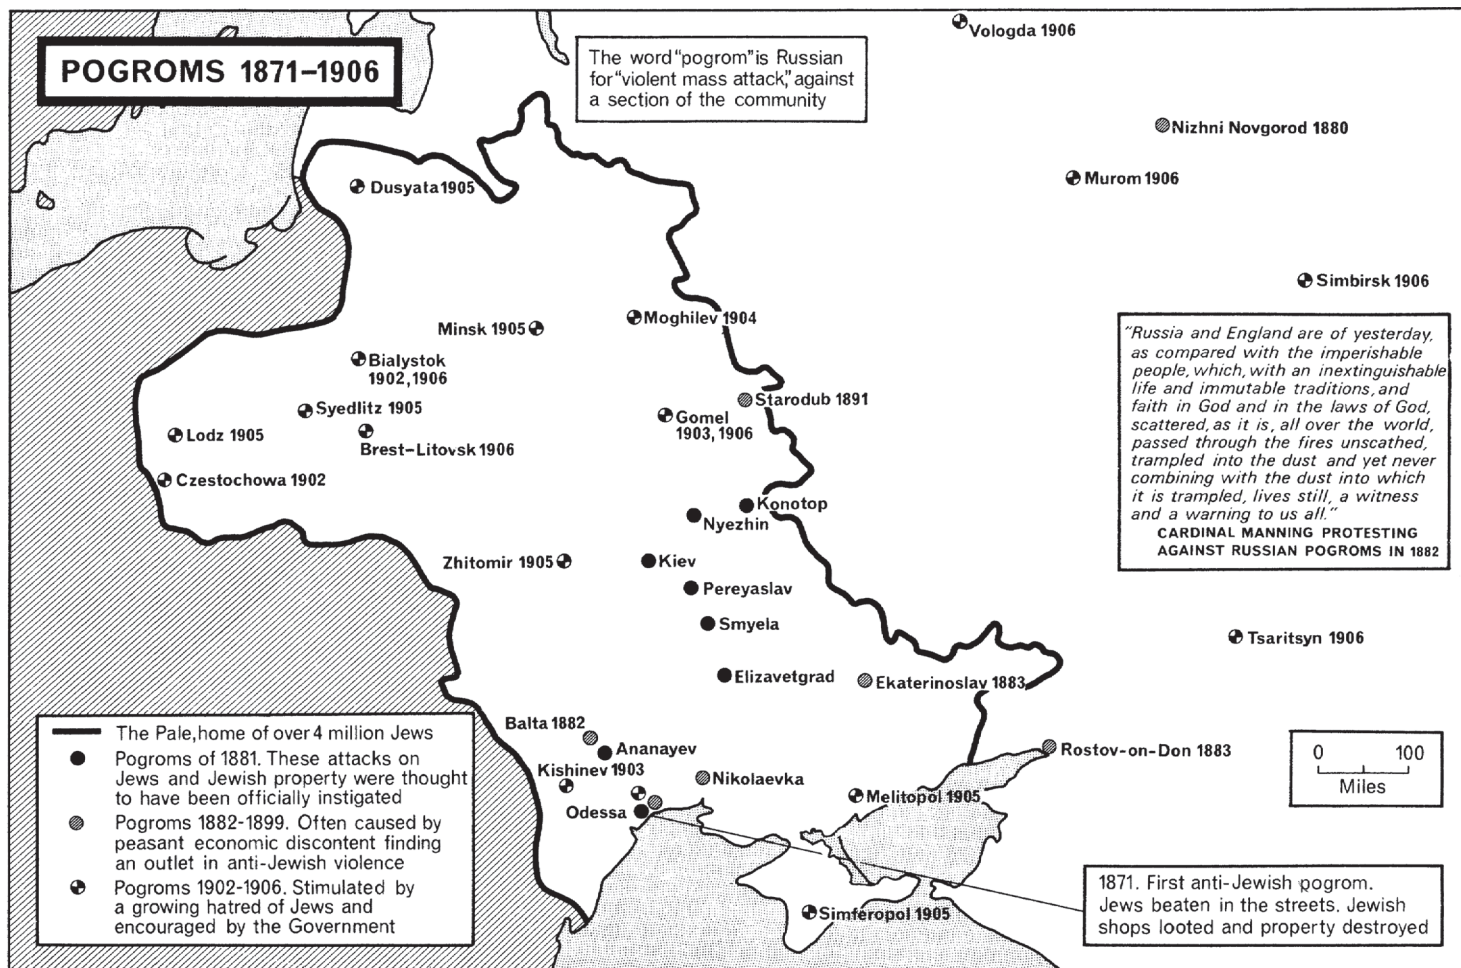 POGROMS 1871–1906
The word “pogrom” is Russian
for “violent mass attack,” against
a section of the community
Vologda 1906
Nizhni Novgorod 1880
Murom 1906
Dusyata 1905
Simbirsk 1906
Minsk 1905
Moghilev 1904
Bialystok
1902, 1906
Syedlitz 1905
Starodub 1891
Gomel
1903, 1906
Lodz 1905
Brest–Litovsk 1906
Czestochowa 1902
“Russia and England are of yesterday,
as compared with the imperishable
people, which, with an inextinguishable
life and immutable traditions, and
faith in God and in the laws of God,
scattered, as it is, all over the world,
passed through the fires unscathed,
trampled into the dust and yet never
combining with the dust into which
it is trampled, lives still, a witness
and a warning to us all.”
CARDINAL MANNING PROTESTING
AGAINST RUSSIAN POGROMS IN 1882
Konotop
Nyezhin
Zhitomir 1905
Kiev
Pereyaslav
Smyela
Tsaritsyn 1906
Elizavetgrad
Ekaterinoslav 1883
Balta 1882
Ananayev
Rostov-on-Don 1883
Kishinev 1903
Nikolaevka
Melitopol 1905
Odessa
Simferopol 1905
0 100
Miles
The Pale, home of over 4 million Jews
Pogroms of 1881. These attacks on
Jews and Jewish property were thought
to have been officially instigated
Pogroms 1882-1899. Often caused by
peasant economic discontent finding
an outlet in anti-Jewish violence
Pogroms 1902-1906. Stimulated by
a growing hatred of Jews and
encouraged by the Government
1871. First anti-Jewish pogrom.
Jews beaten in the streets. Jewish
shops looted and property destroyed